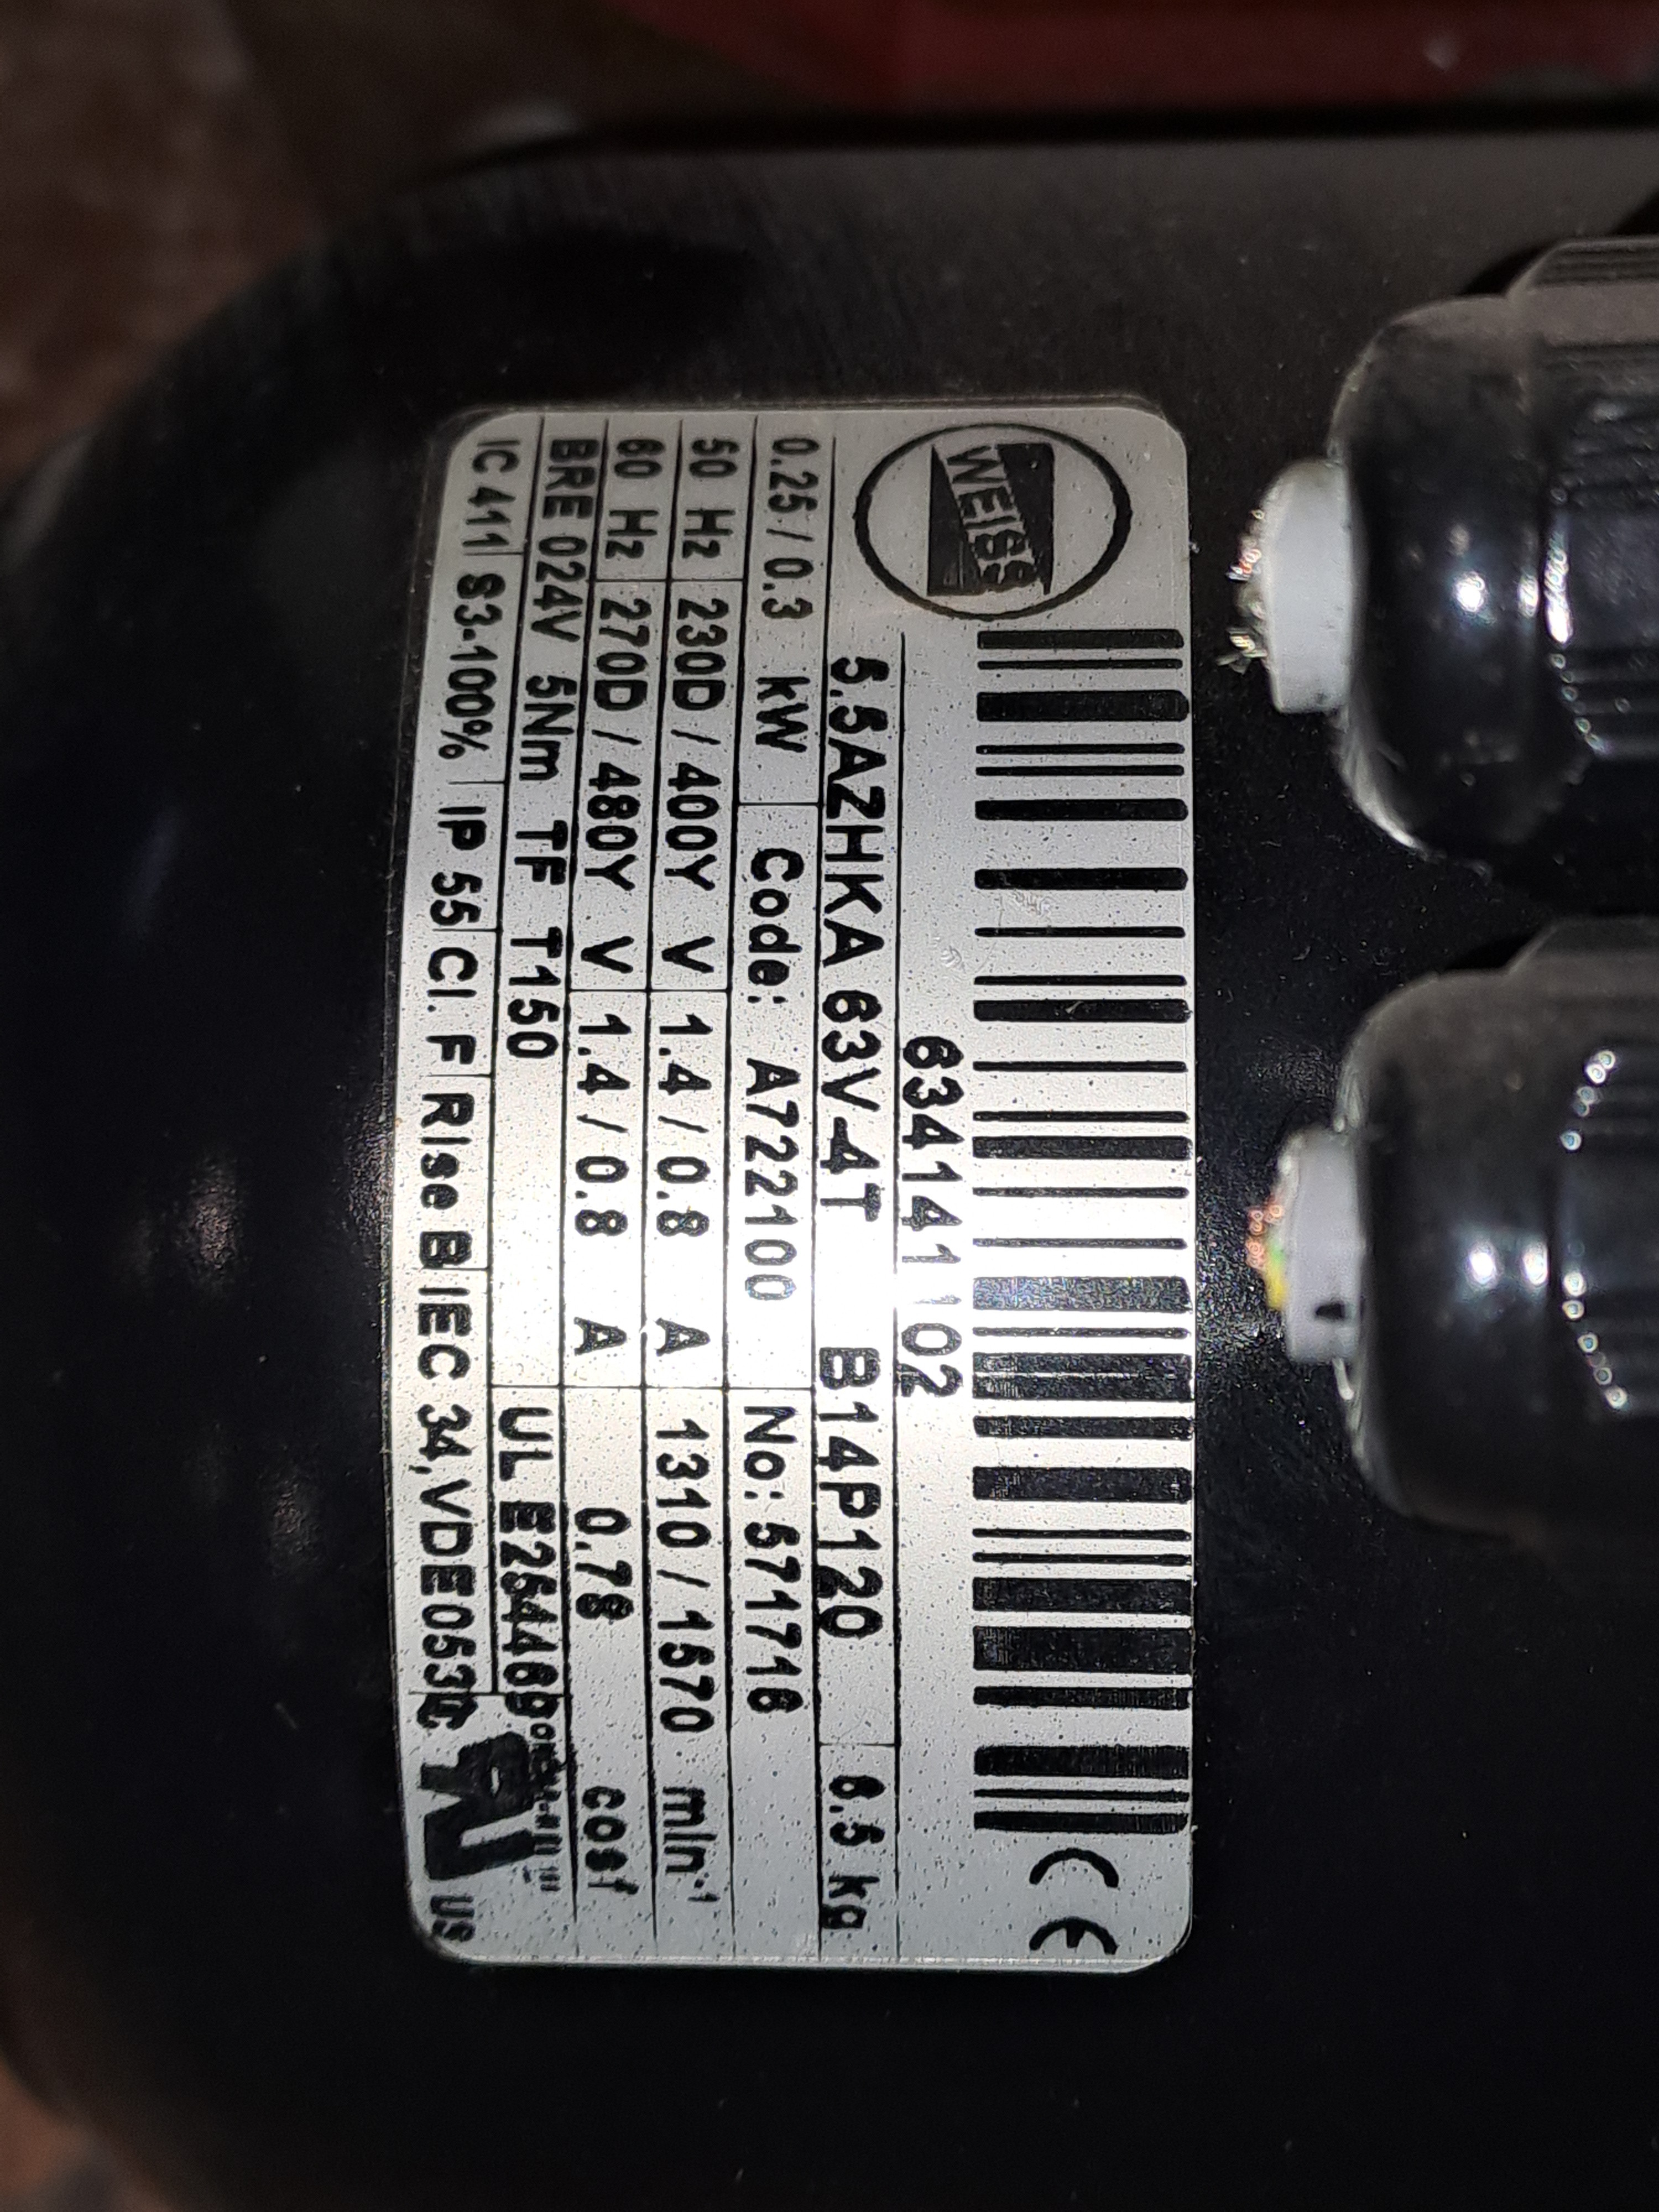 WEISS
6341411102
5.5AZHKA 63V-4T B14P120 6.5 kg
0.25 / 0.3 kW Code: A722100 No: 571716
50 Hz 230D / 400Y V 1.4 / 0.8 A 1310 / 1570 min-1
60 Hz 270D / 480Y V 1.4 / 0.8 A 0.78 cosf
BRE 024V 5Nm TF T150 UL
IC 411 S3-100% IP 55 Cl. F Rise B IEC 34, VDE0530 US
CE